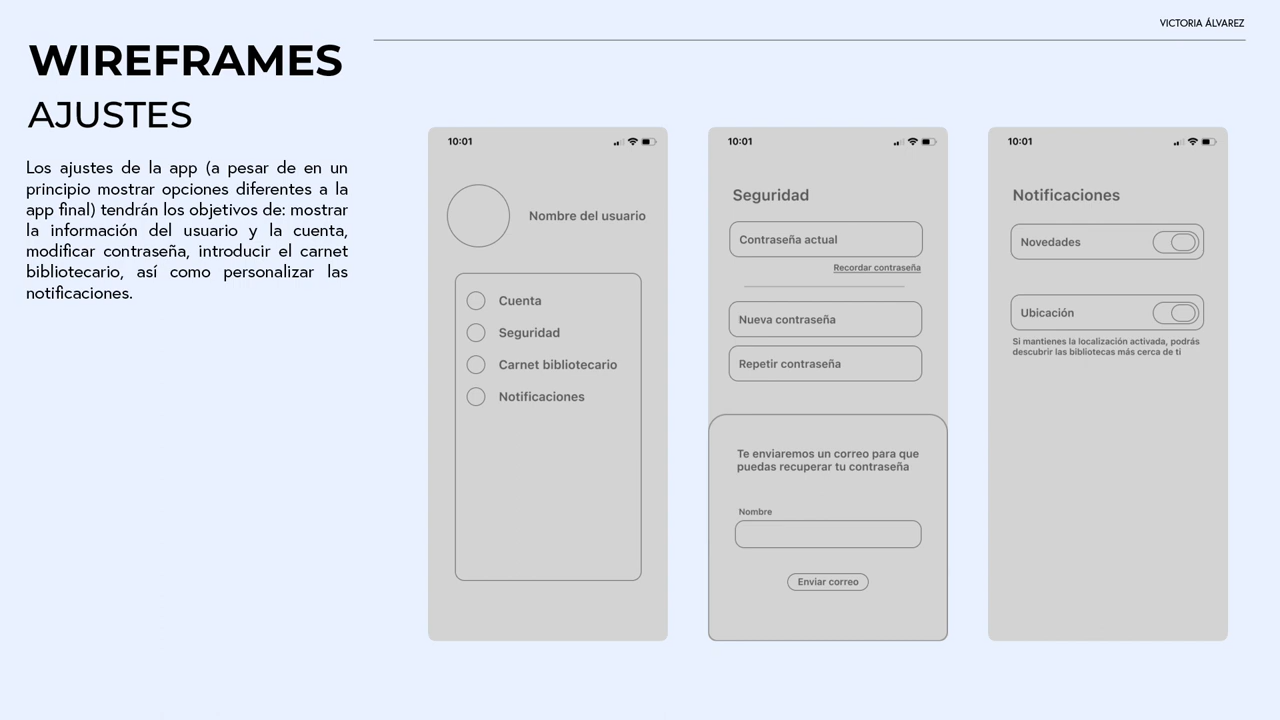 VICTORIA ÁLVAREZ
WIREFRAMES
AJUSTES
Los ajustes de la app (a pesar de en un
principio mostrar opciones diferentes a la
app final) tendrán los objetivos de: mostrar
la información del usuario y la cuenta,
modificar contraseña, introducir el carnet
bibliotecario, así como personalizar las
notificaciones.
10:01
Nombre del usuario
Cuenta
Seguridad
Carnet bibliotecario
Notificaciones
10:01
Seguridad
Contraseña actual
Recordar contraseña
Nueva contraseña
Repetir contraseña
Te enviaremos un correo para que
puedas recuperar tu contraseña
Nombre
Enviar correo
10:01
Notificaciones
Novedades
Ubicación
Si mantienes la localización activada, podrás
descubrir las bibliotecas más cerca de ti